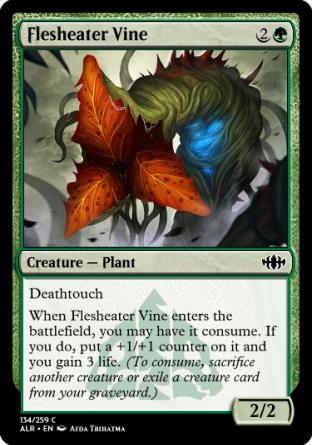 Flesheater Vine 2
Creature — Plant
Deathtouch
When Flesheater Vine enters the
battlefield, you may have it consume. If
you do, put a +1/+1 counter on it and
you gain 3 life. (To consume, sacrifice
another creature or exile a creature card
from your graveyard.)
2/2
134/259 C
ALR • EN Afda Trihatma